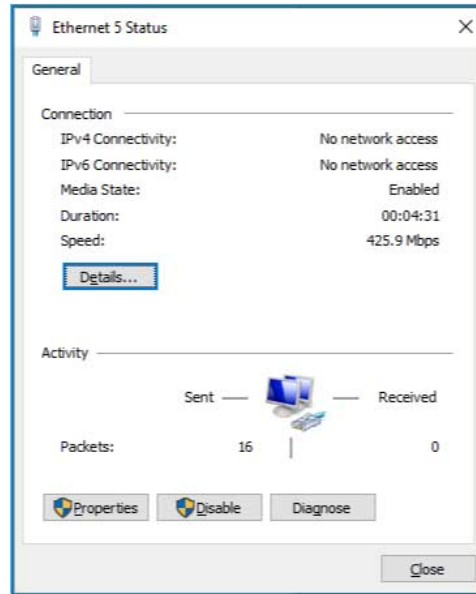 Ethernet 5 Status
General
Connection
IPv4 Connectivity: No network access
IPv6 Connectivity: No network access
Media State: Enabled
Duration: 00:04:31
Speed: 425.9 Mbps
Details...
Activity
Sent — — Received
Packets: 16 | 0
Properties Disable Diagnose
Close